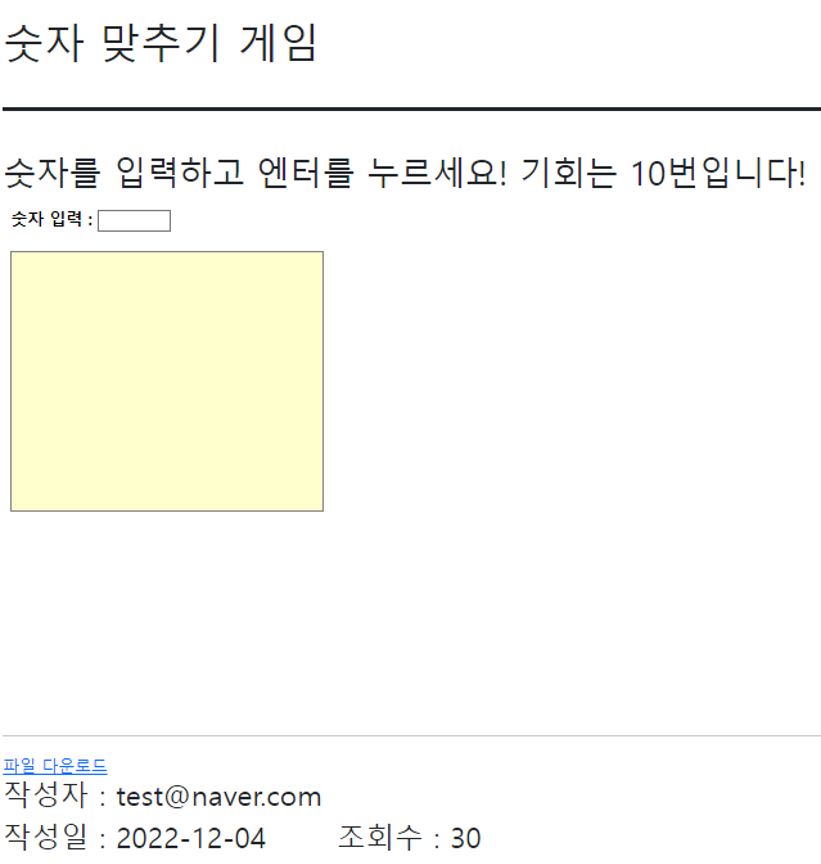 숫자 맞추기 게임
숫자를 입력하고 엔터를 누르세요! 기회는 10번입니다!
숫자 입력 :
파일 다운로드
작성자 : test@naver.com
작성일 : 2022-12-04 조회수 : 30